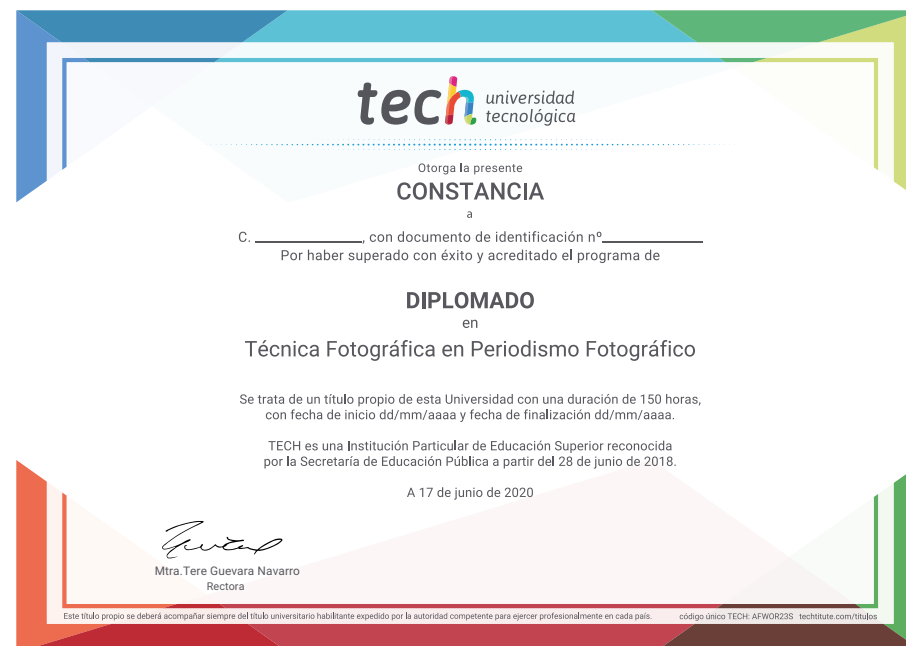 tech universidad
tecnológica
Otorga la presente
CONSTANCIA
a
C. ____________, con documento de identificación nº____________
Por haber superado con éxito y acreditado el programa de
DIPLOMADO
en
Técnica Fotográfica en Periodismo Fotográfico
Se trata de un título propio de esta Universidad con una duración de 150 horas,
con fecha de inicio dd/mm/aaaa y fecha de finalización dd/mm/aaaa.
TECH es una Institución Particular de Educación Superior reconocida
por la Secretaría de Educación Pública a partir del 28 de junio de 2018.
A 17 de junio de 2020
Mtra.Tere Guevara Navarro
Rectora
Este título propio se deberá acompañar siempre del título universitario habilitante expedido por la autoridad competente para ejercer profesionalmente en cada país. código único TECH: AFWOR23S techtitute.com/titulos